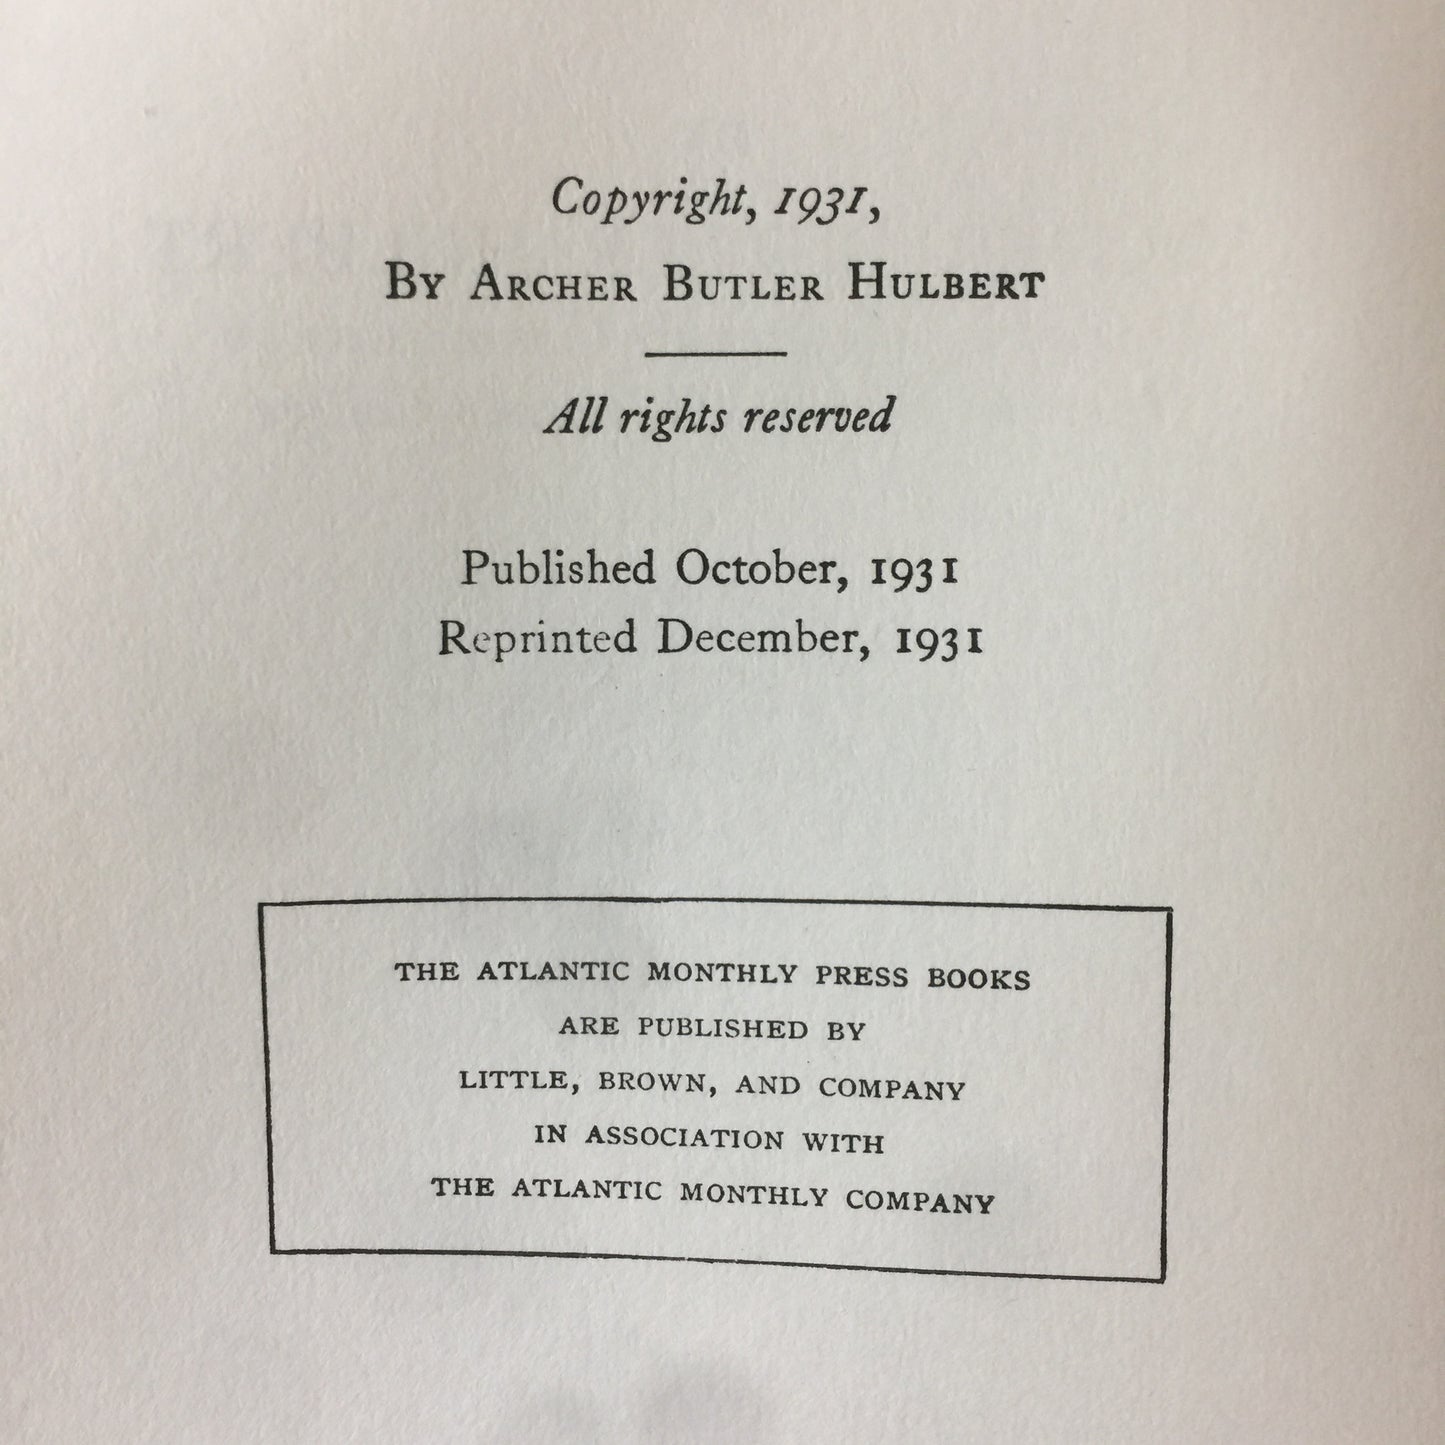 Copyright, 1931,
By Archer Butler Hulbert
All rights reserved
Published October, 1931
Reprinted December, 1931
THE ATLANTIC MONTHLY PRESS BOOKS
ARE PUBLISHED BY
LITTLE, BROWN, AND COMPANY
IN ASSOCIATION WITH
THE ATLANTIC MONTHLY COMPANY